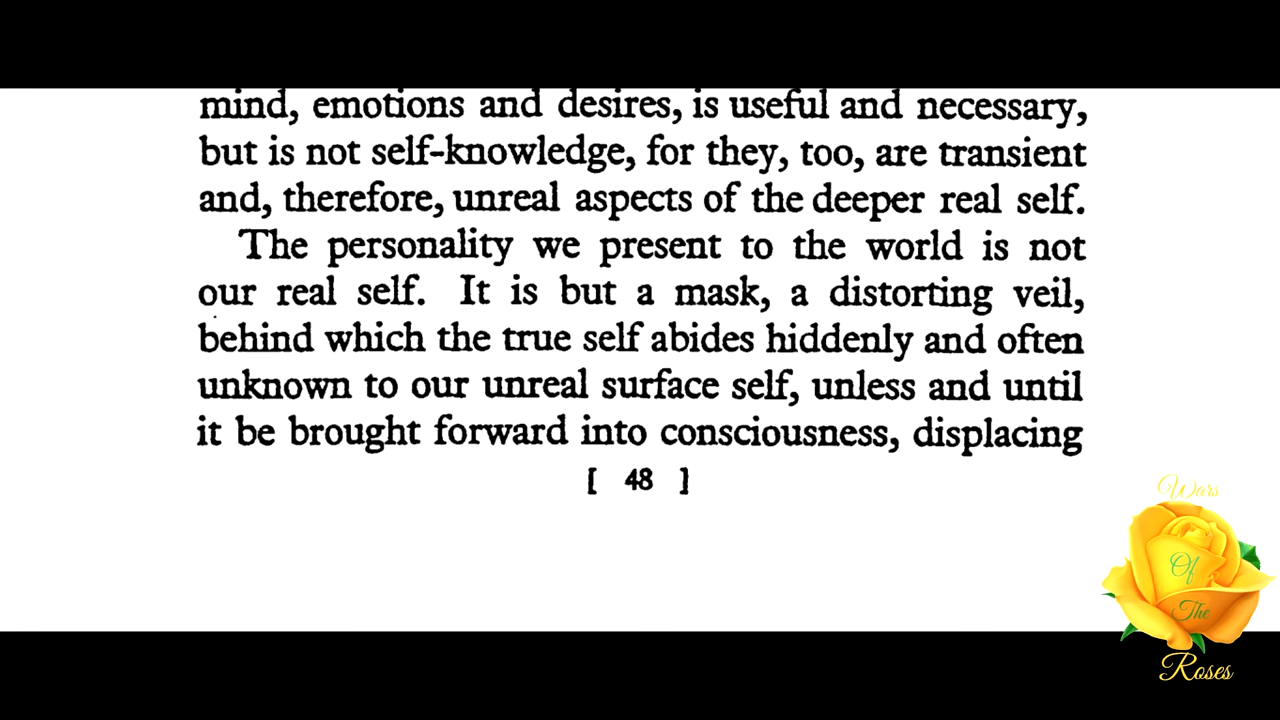 mind, emotions and desires, is useful and necessary,
but is not self-knowledge, for they, too, are transient
and, therefore, unreal aspects of the deeper real self.
The personality we present to the world is not
our real self. It is but a mask, a distorting veil,
behind which the true self abides hiddenly and often
unknown to our unreal surface self, unless and until
it be brought forward into consciousness, displacing
[ 48 ]
Wars
Of
The
Roses